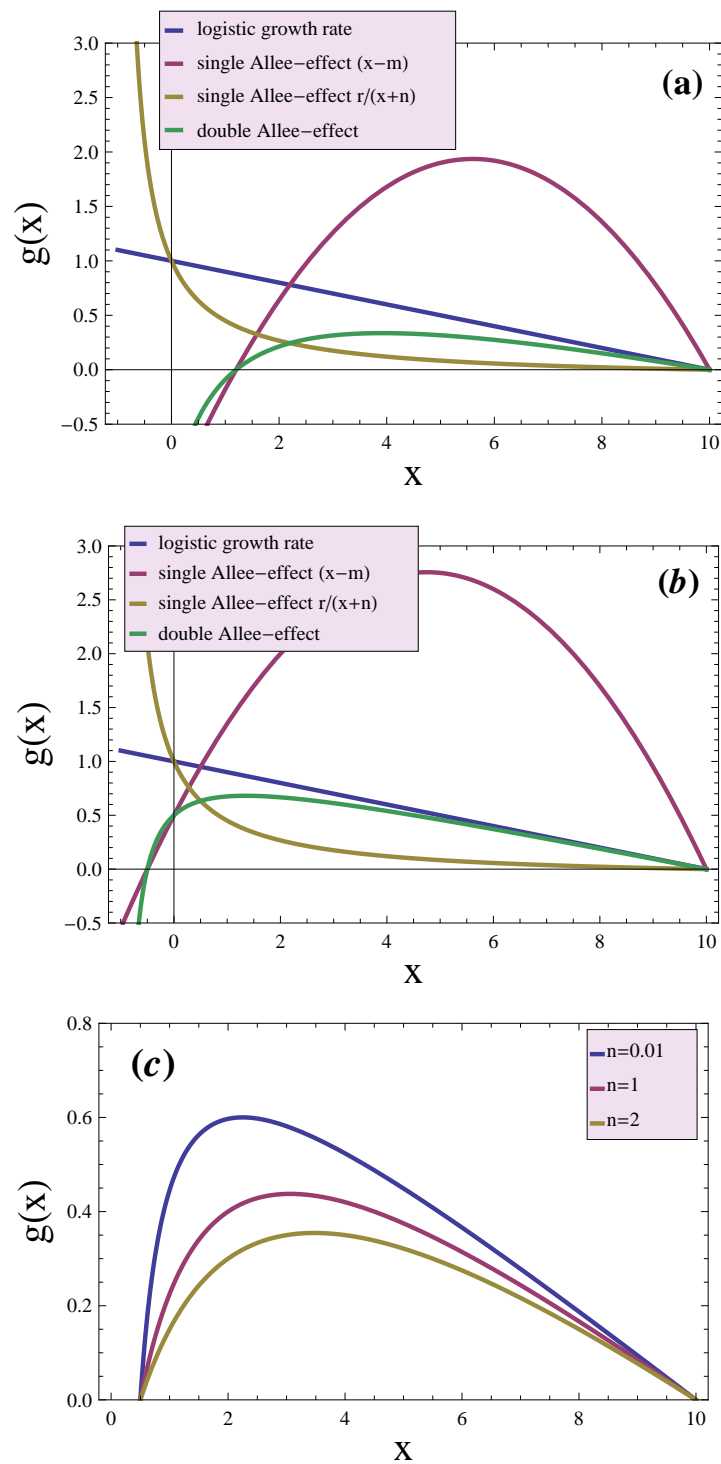 logistic growth rate
single Allee−effect (x−m)
single Allee−effect r/(x+n)
double Allee−effect
(a)
3.0
2.5
2.0
1.5
1.0
0.5
0.0
−0.5
g(x)
0 2 4 6 8 10
x
logistic growth rate
single Allee−effect (x−m)
single Allee−effect r/(x+n)
double Allee−effect
(b)
3.0
2.5
2.0
1.5
1.0
0.5
0.0
−0.5
g(x)
0 2 4 6 8 10
x
(c)
n=0.01
n=1
n=2
0.8
0.6
0.4
0.2
0.0
g(x)
0 2 4 6 8 10
x